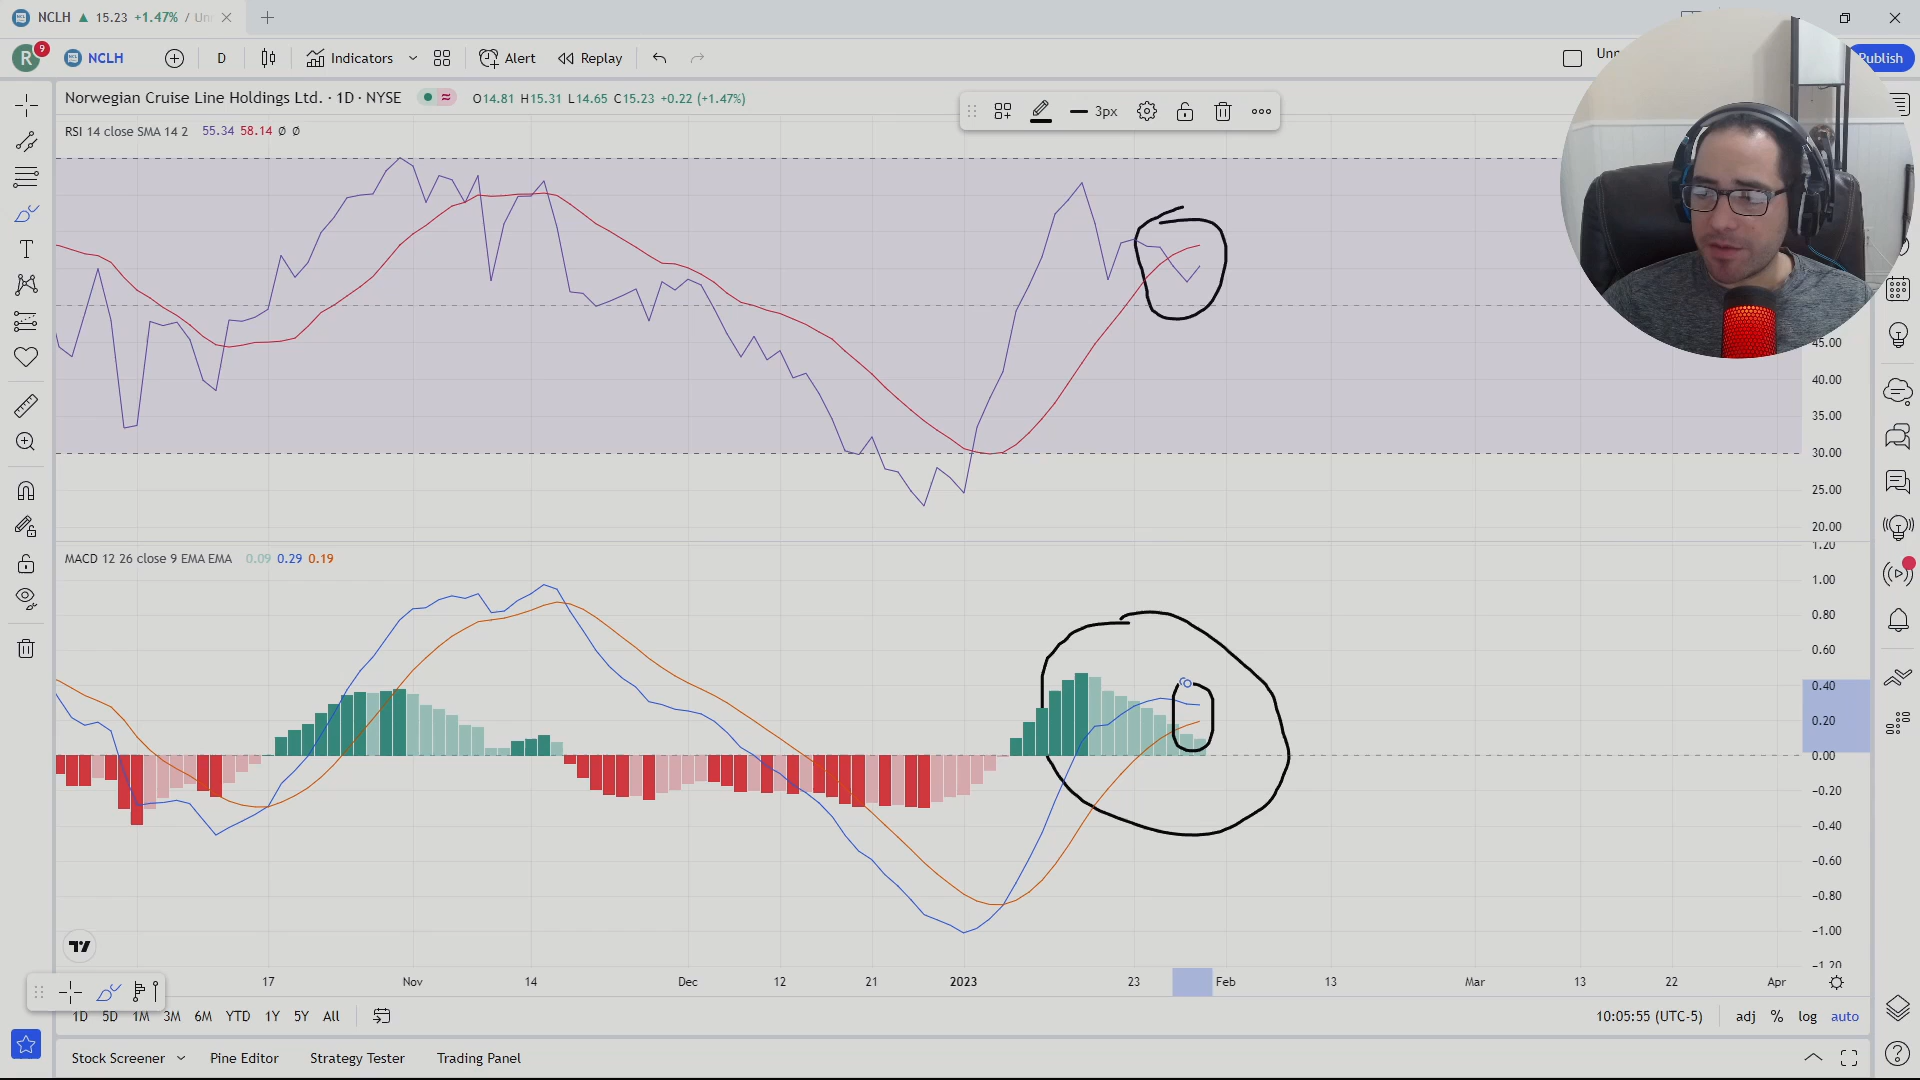 NCLH ▲ 15.23 +1.47% / Un
R 9 NCLH D Indicators Alert Replay Publish
Norwegian Cruise Line Holdings Ltd. · 1D · NYSE O14.81 H15.31 L14.65 C15.23 +0.22 (+1.47%)
3px
RSI 14 close SMA 14 2 55.34 58.14 Ø Ø
45.00
40.00
35.00
30.00
25.00
20.00
1.20
MACD 12 26 close 9 EMA EMA 0.09 0.29 0.19
1.00
0.80
0.60
0.40
0.20
0.00
−0.20
−0.40
−0.60
−0.80
−1.00
−1.20
17 Nov 14 Dec 12 21 2023 23 Feb 13 Mar 13 22 Apr
1D 5D 1M 3M 6M YTD 1Y 5Y All 10:05:55 (UTC-5) adj % log auto
Stock Screener Pine Editor Strategy Tester Trading Panel